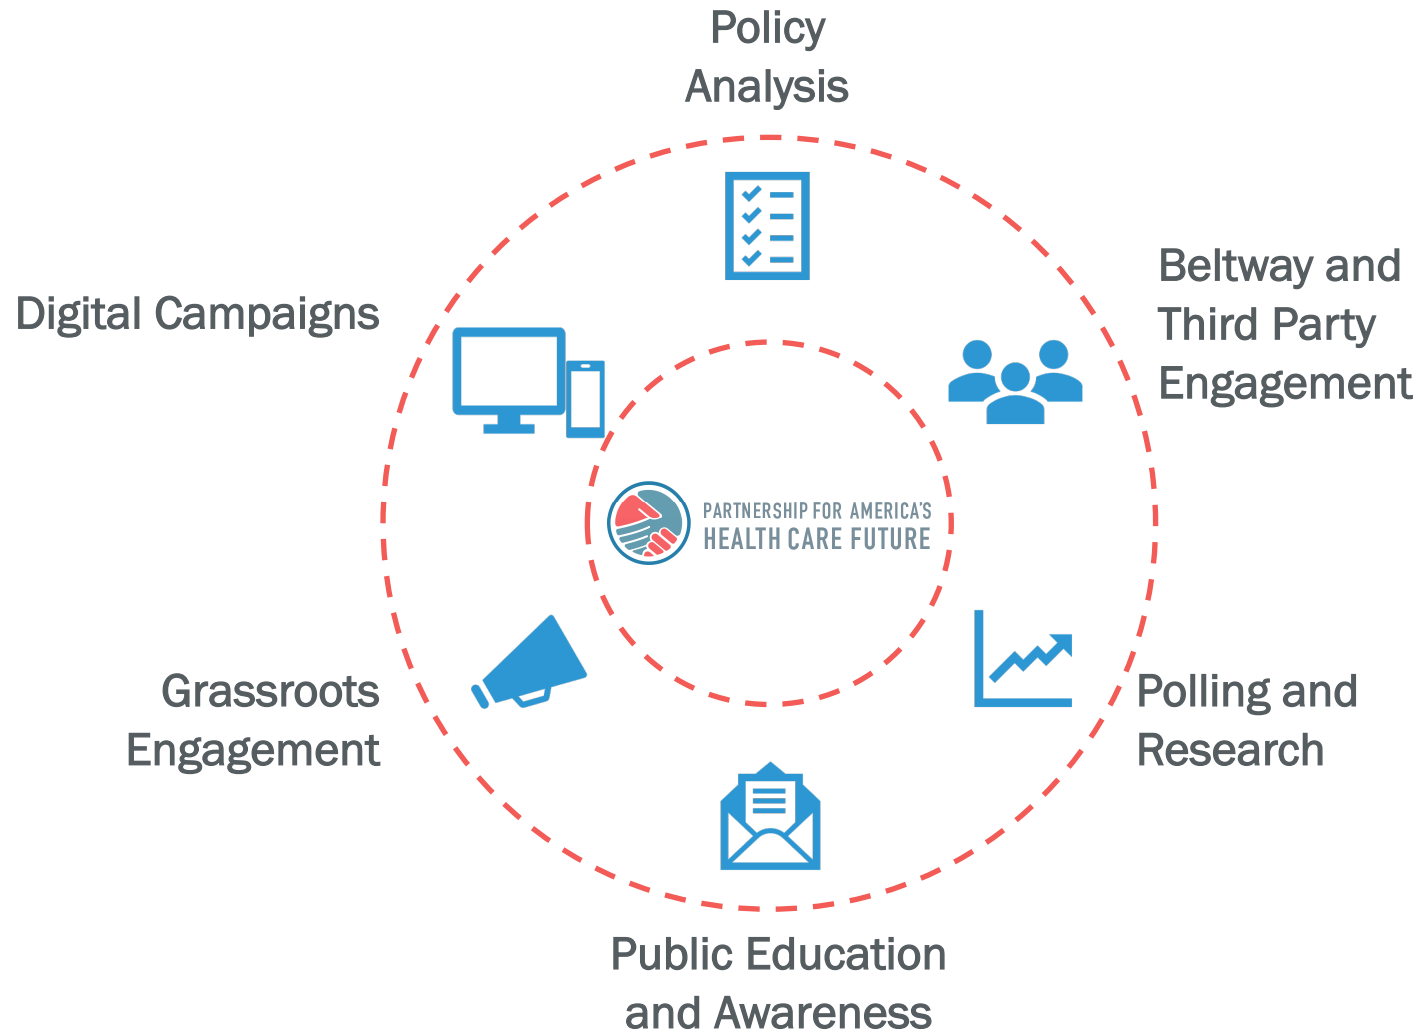 Policy
Analysis
Beltway and
Third Party
Engagement
Digital Campaigns
PARTNERSHIP FOR AMERICA'S
HEALTH CARE FUTURE
Grassroots
Engagement
Polling and
Research
Public Education
and Awareness